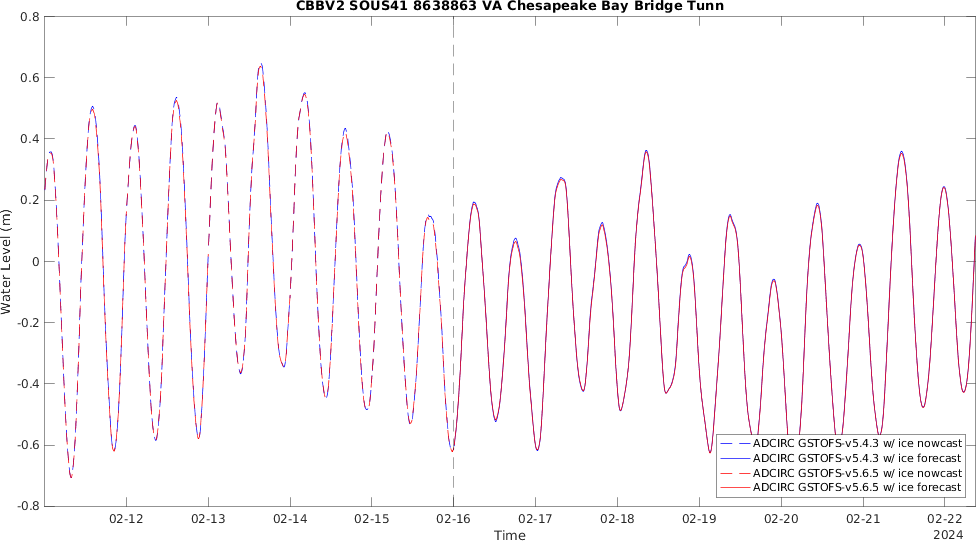 CBBV2 SOUS41 8638863 VA Chesapeake Bay Bridge Tunn
0.8
0.6
0.4
0.2
0
-0.2
-0.4
-0.6
-0.8
Water Level (m)
ADCIRC GSTOFS-v5.4.3 w/ ice nowcast
ADCIRC GSTOFS-v5.4.3 w/ ice forecast
ADCIRC GSTOFS-v5.6.5 w/ ice nowcast
ADCIRC GSTOFS-v5.6.5 w/ ice forecast
02-12 02-13 02-14 02-15 02-16 02-17 02-18 02-19 02-20 02-21 02-22
Time
2024